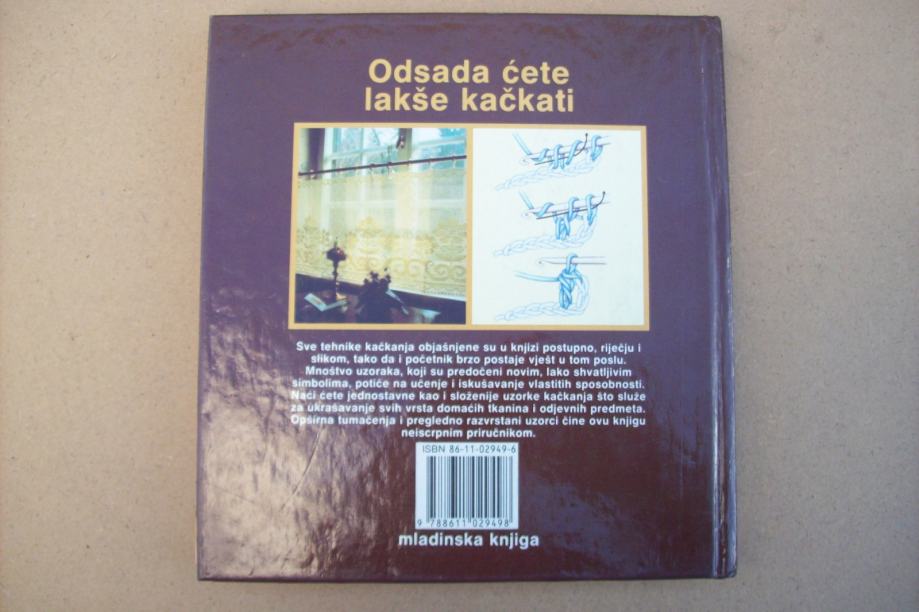 Odsada ćete
lakše kačkati
Sve tehnike kačkanja objašnjene su u knjizi postupno, riječju i
slikom, tako da i početnik brzo postaje vješt u tom poslu.
Mnoštvo uzoraka, koji su predočeni novim, lako shvatljivim
simbolima, potiče na učenje i iskušavanje vlastitih sposobnosti.
Naći ćete jednostavne kao i složenije uzorke kačkanja što služe
za ukrašavanje svih vrsta domaćih tkanina i odjevnih predmeta.
Opširna tumačenja i pregledno razvrstani uzorci čine ovu knjigu
neiscrpnim priručnikom.
ISBN 86-11-02949-6
9 788611 029498
mladinska knjiga